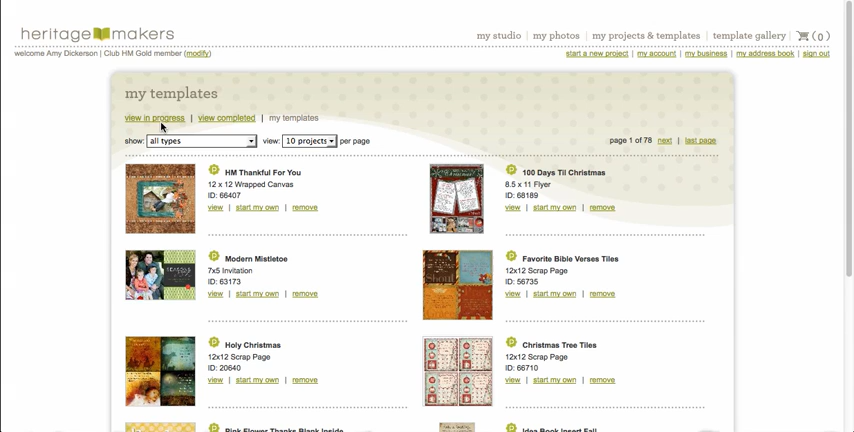 heritage makers
my studio | my photos | my projects & templates | template gallery | (0)
welcome Amy Dickerson | Club HM Gold member (modify)
start a new project | my account | my business | my address book | sign out
my templates
view in progress | view completed | my templates
show: all types view: 10 projects per page
page 1 of 78 next | last page
HM Thankful For You
12 x 12 Wrapped Canvas
ID: 66407
view | start my own | remove
100 Days Til Christmas
8.5 x 11 Flyer
ID: 68189
view | start my own | remove
Modern Mistletoe
7x5 Invitation
ID: 63173
view | start my own | remove
Favorite Bible Verses Tiles
12x12 Scrap Page
ID: 56735
view | start my own | remove
Holy Christmas
12x12 Scrap Page
ID: 20640
view | start my own | remove
Christmas Tree Tiles
12x12 Scrap Page
ID: 66710
view | start my own | remove
Pink Flower Thanks Blank Inside
Idea Book Insert Fall